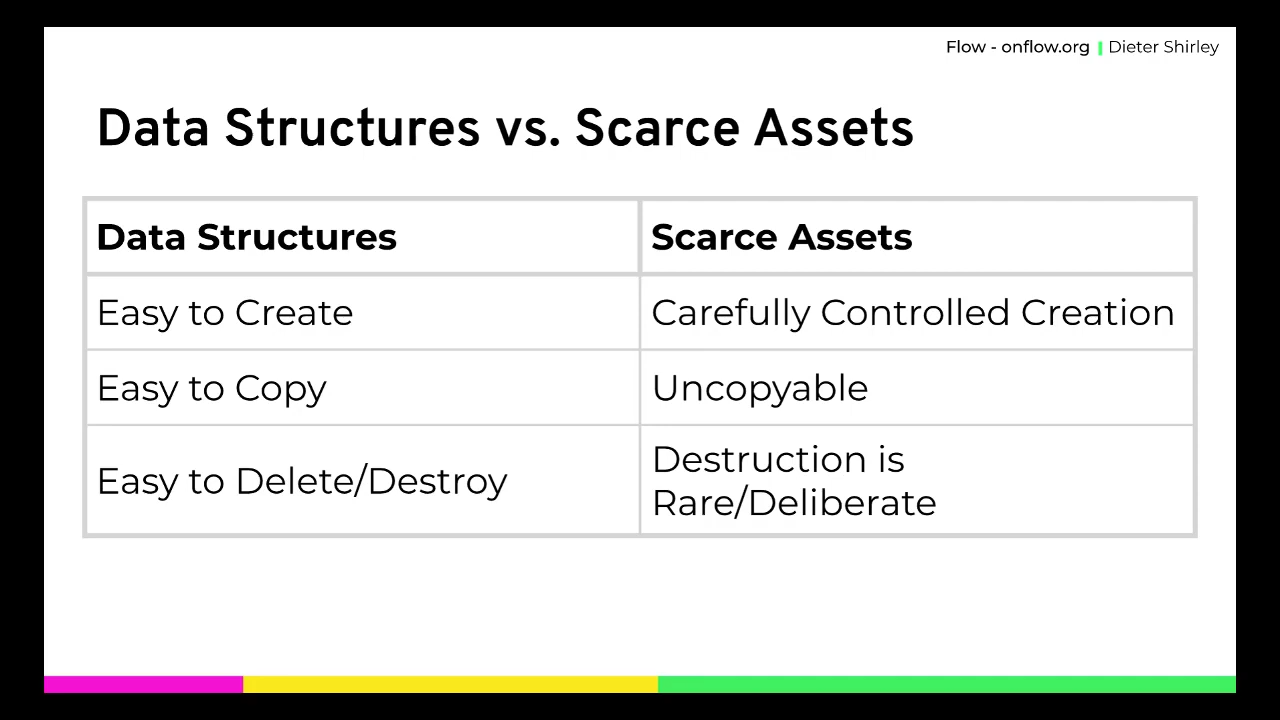 Flow - onflow.org | Dieter Shirley
Data Structures vs. Scarce Assets
Data Structures
Scarce Assets
Easy to Create
Carefully Controlled Creation
Easy to Copy
Uncopyable
Easy to Delete/Destroy
Destruction is
Rare/Deliberate